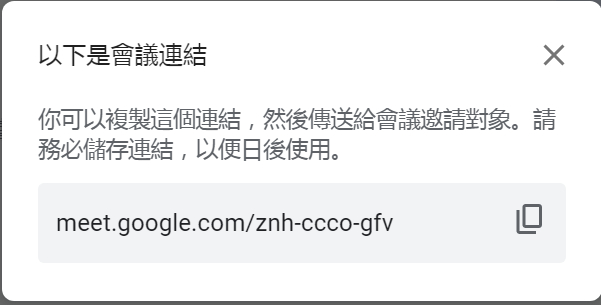 以下是會議連結
你可以複製這個連結，然後傳送給會議邀請對象。請
務必儲存連結，以便日後使用。
meet.google.com/znh-ccco-gfv